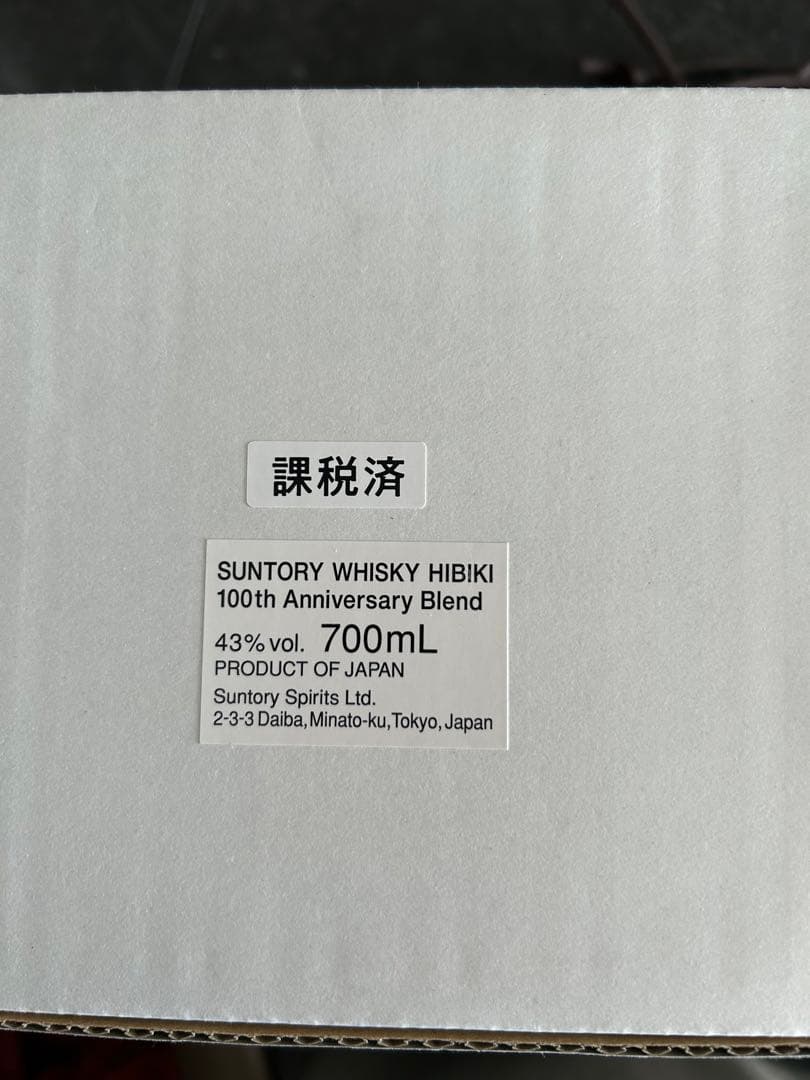 課税済
SUNTORY WHISKY HIBIKI
100th Anniversary Blend
43% vol. 700mL
PRODUCT OF JAPAN
Suntory Spirits Ltd.
2-3-3 Daiba, Minato-ku, Tokyo, Japan